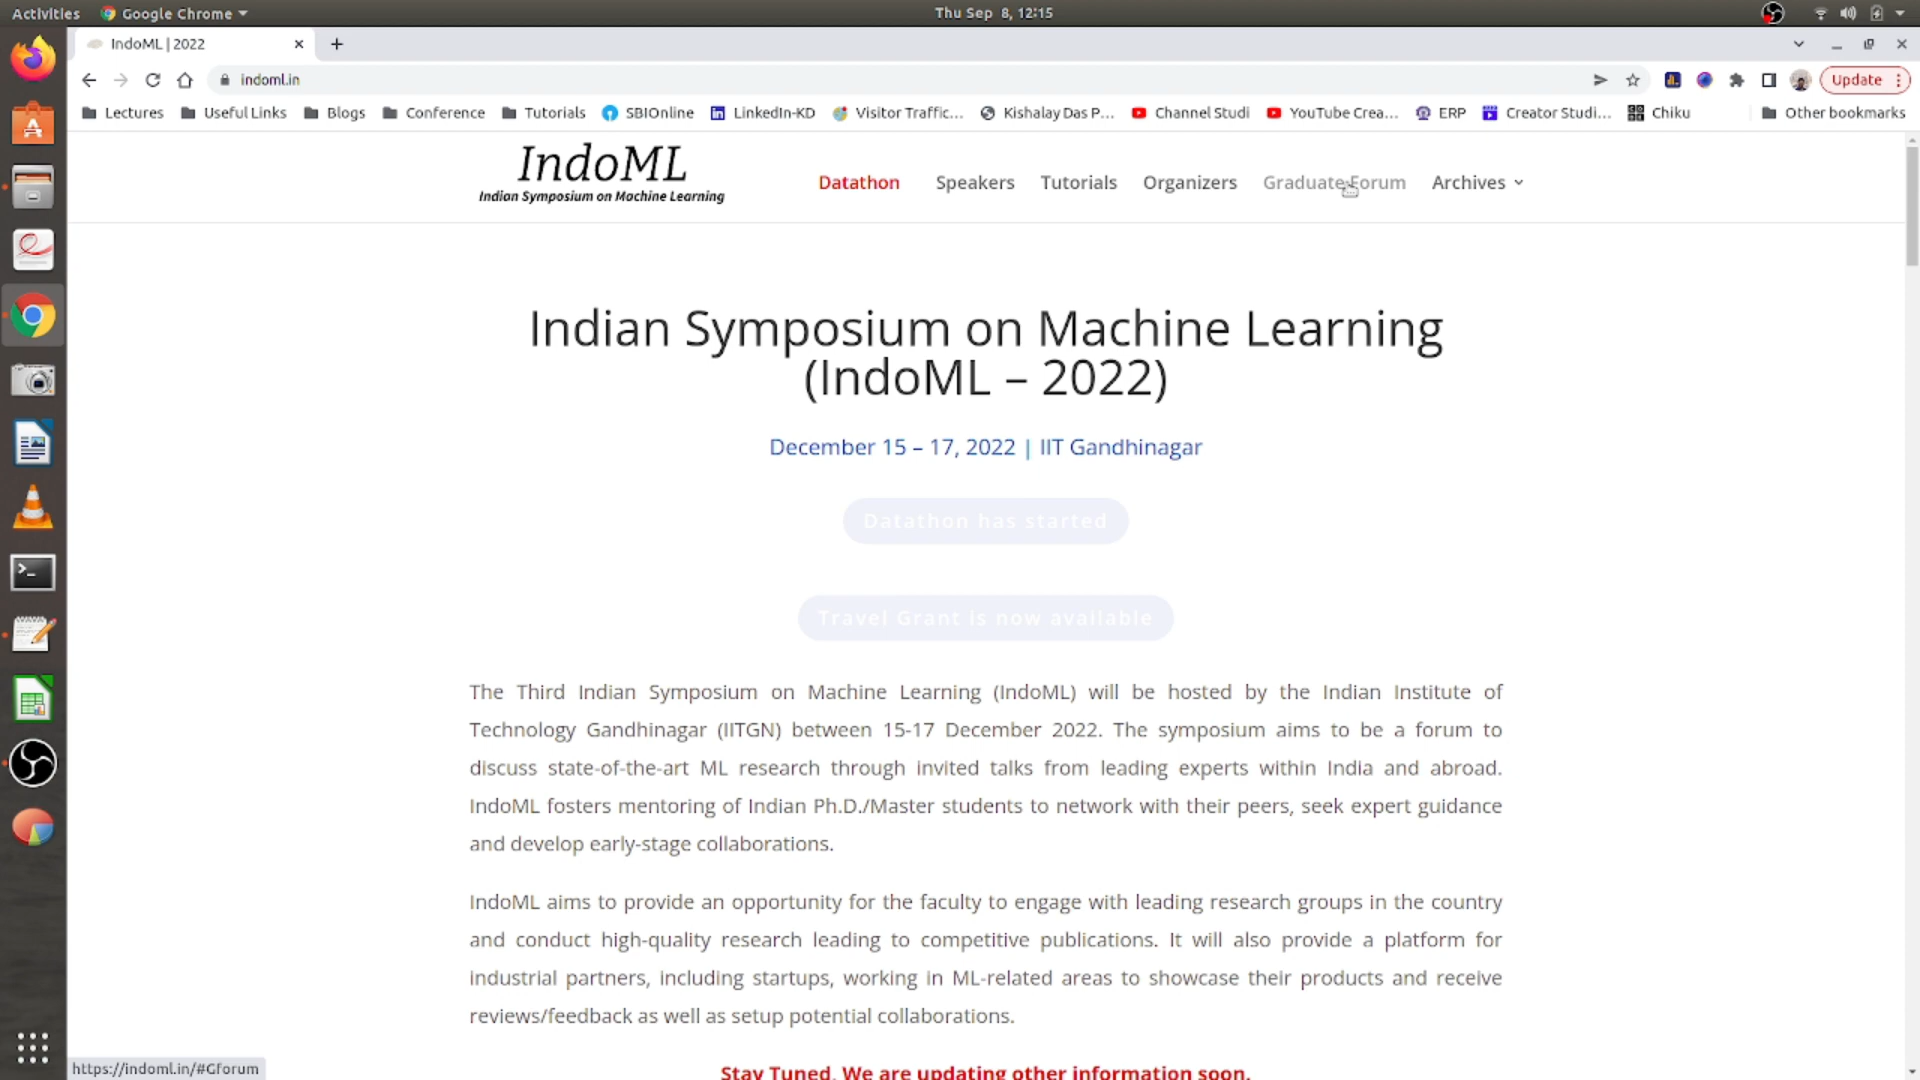 Activities Google Chrome Thu Sep 8, 12:15
IndoML | 2022
indoml.in Update
Lectures Useful Links Blogs Conference Tutorials SBIOnline LinkedIn-KD Visitor Traffic... Kishalay Das P... Channel Studi YouTube Crea... ERP Creator Studi... Chiku Other bookmarks
IndoML
Indian Symposium on Machine Learning
Datathon Speakers Tutorials Organizers Graduate Forum Archives
Indian Symposium on Machine Learning
(IndoML – 2022)
December 15 – 17, 2022 | IIT Gandhinagar
Datathon has started
Travel Grant is now available
The Third Indian Symposium on Machine Learning (IndoML) will be hosted by the Indian Institute of
Technology Gandhinagar (IITGN) between 15-17 December 2022. The symposium aims to be a forum to
discuss state-of-the-art ML research through invited talks from leading experts within India and abroad.
IndoML fosters mentoring of Indian Ph.D./Master students to network with their peers, seek expert guidance
and develop early-stage collaborations.
IndoML aims to provide an opportunity for the faculty to engage with leading research groups in the country
and conduct high-quality research leading to competitive publications. It will also provide a platform for
industrial partners, including startups, working in ML-related areas to showcase their products and receive
reviews/feedback as well as setup potential collaborations.
Stay Tuned. We are updating other information soon.
https://indoml.in/#Gforum